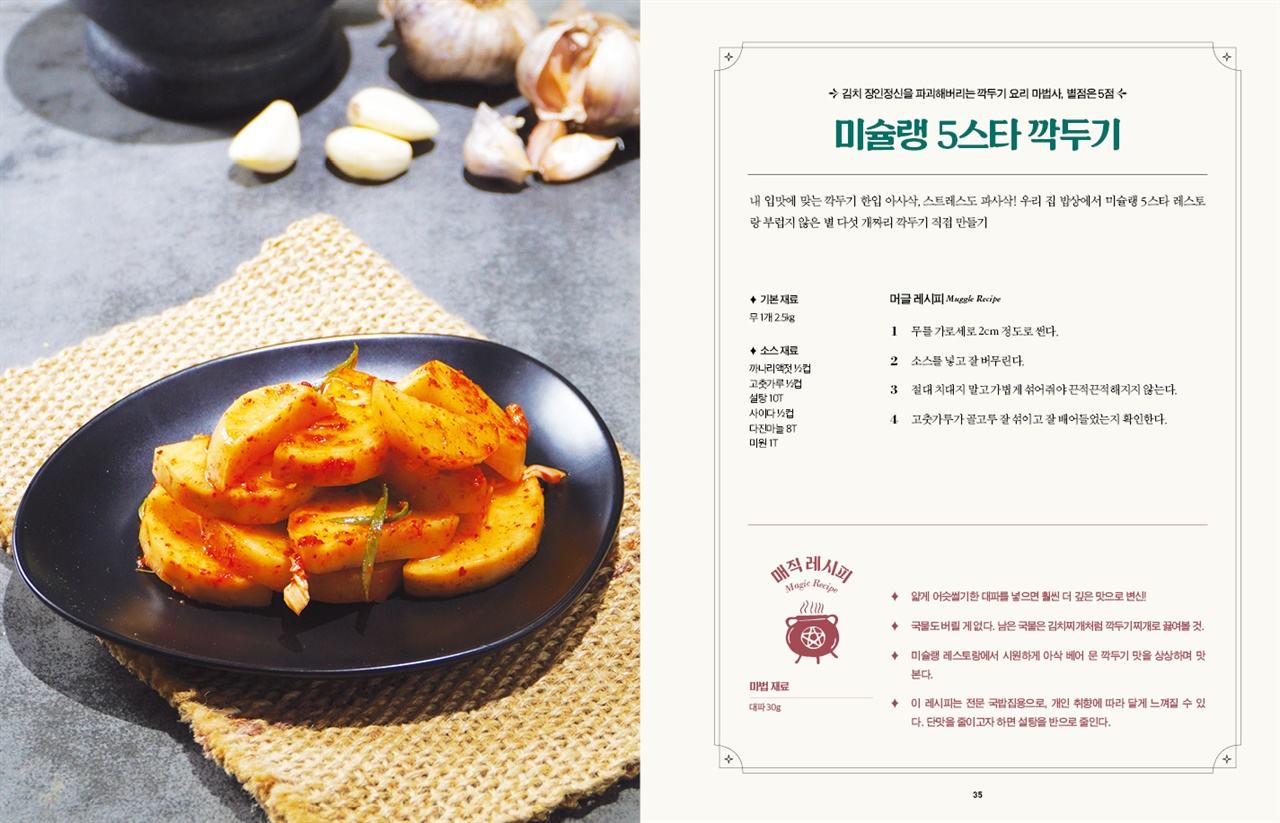 김치 장인정신을 파괴해버리는 깍두기 요리 마법사, 별점은 5점
미슐랭 5스타 깍두기
내 입맛에 맞는 깍두기 한입 아사삭, 스트레스도 파사삭! 우리 집 밥상에서 미슐랭 5스타 레스토
랑 부럽지 않은 별 다섯 개짜리 깍두기 직접 만들기
기본 재료
무 1개 2.5kg
소스 재료
까나리액젓 ½컵
고춧가루 ½컵
설탕 10T
사이다 ½컵
다진마늘 8T
미원 1T
머글 레시피 Muggle Recipe
1 무를 가로세로 2cm 정도로 썬다.
2 소스를 넣고 잘 버무린다.
3 절대 치대지 말고 가볍게 섞어줘야 끈적끈적해지지 않는다.
4 고춧가루가 골고루 잘 섞이고 잘 배어들었는지 확인한다.
매직 레시피
Magic Recipe
마법 재료
대파 30g
얇게 어슷썰기한 대파를 넣으면 훨씬 더 깊은 맛으로 변신!
국물도 버릴 게 없다. 남은 국물은 김치찌개처럼 깍두기찌개로 끓여볼 것.
미슐랭 레스토랑에서 시원하게 아삭 베어 문 깍두기 맛을 상상하며 맛
본다.
이 레시피는 전문 국밥집용으로, 개인 취향에 따라 달게 느껴질 수 있
다. 단맛을 줄이고자 하면 설탕을 반으로 줄인다.
35